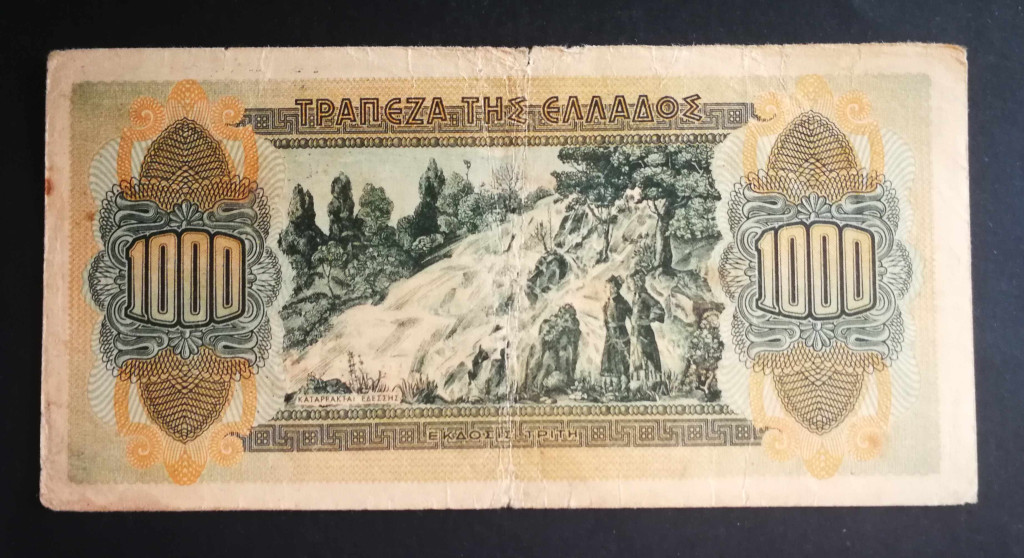 ΤΡΑΠΕΖΑ ΤΗΣ ΕΛΛΑΔΟΣ
1000
1000
ΚΑΤΑΡΡΑΚΤΑΙ ΕΔΕΣΣΗΣ
ΕΚΔΟΣΙΣ ΤΡΙΤΗ